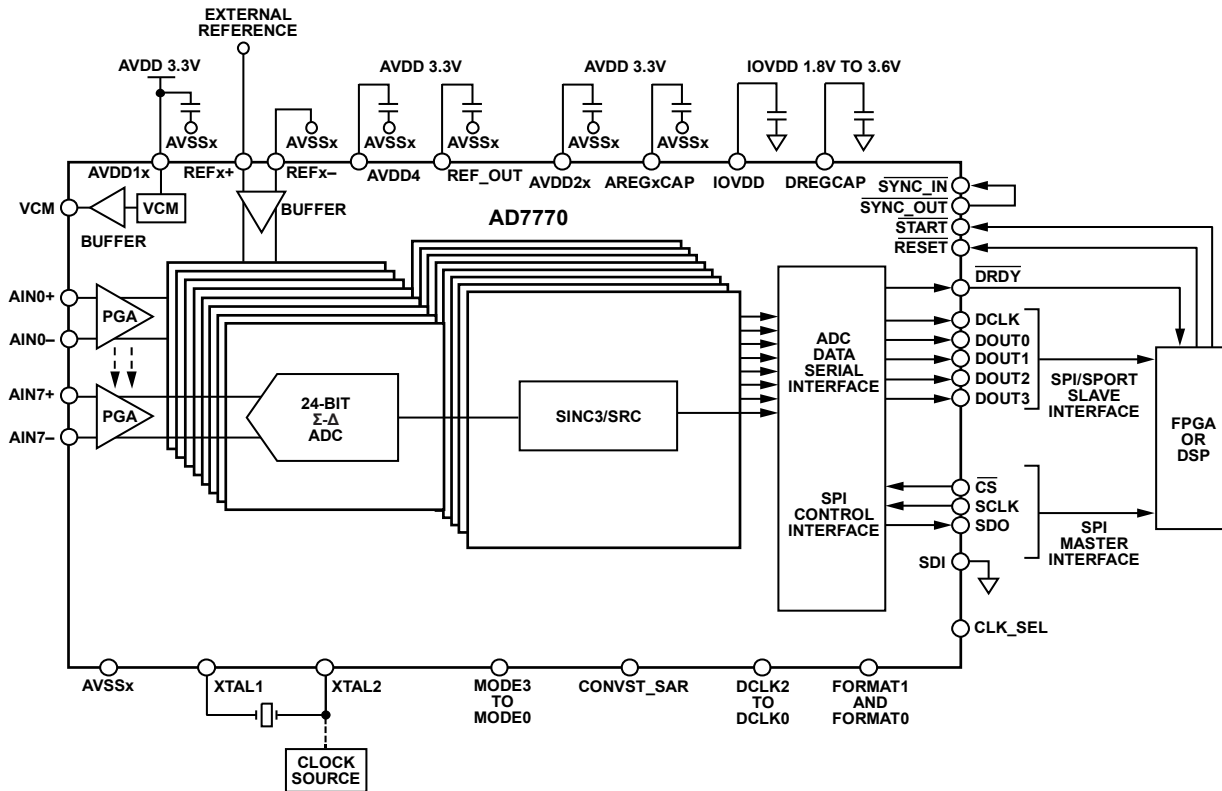 EXTERNAL
REFERENCE
AVDD 3.3V
AVDD 3.3V
AVDD 3.3V
IOVDD 1.8V TO 3.6V
AVSSx
AVSSx
AVSSx
AVSSx
AVSSx
AVSSx
AVDD1x
REFx+
REFx–
AVDD4
REF_OUT
AVDD2x
AREGxCAP
IOVDD
DREGCAP
VCM
VCM
BUFFER
BUFFER
AD7770
SYNC_IN
SYNC_OUT
START
RESET
DRDY
AIN0+
PGA
AIN0–
AIN7+
PGA
AIN7–
24-BIT
Σ-Δ
ADC
SINC3/SRC
ADC
DATA
SERIAL
INTERFACE
SPI
CONTROL
INTERFACE
DCLK
DOUT0
DOUT1
DOUT2
DOUT3
SPI/SPORT
SLAVE
INTERFACE
FPGA
OR
DSP
CS
SCLK
SDO
SPI
MASTER
INTERFACE
SDI
CLK_SEL
AVSSx
XTAL1
XTAL2
MODE3
TO
MODE0
CONVST_SAR
DCLK2
TO
DCLK0
FORMAT1
AND
FORMAT0
CLOCK
SOURCE